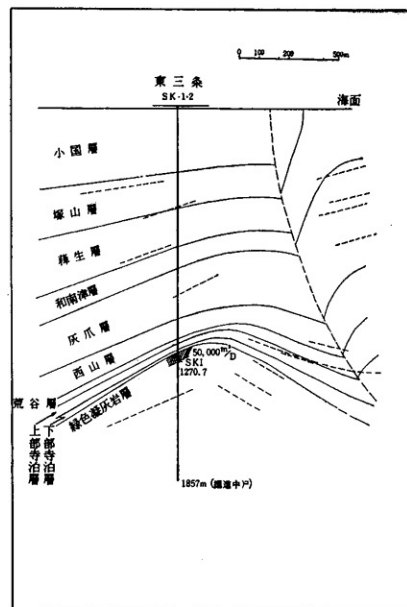 0 100 200 500m
東三条
SK-1-2
海面
小国層
塚山層
稗生層
和南津層
灰爪層
西山層
荒谷層
上部寺泊層
下部寺泊層
緑色凝灰岩層
50,000m³/D
SK1
1270.7
1857m